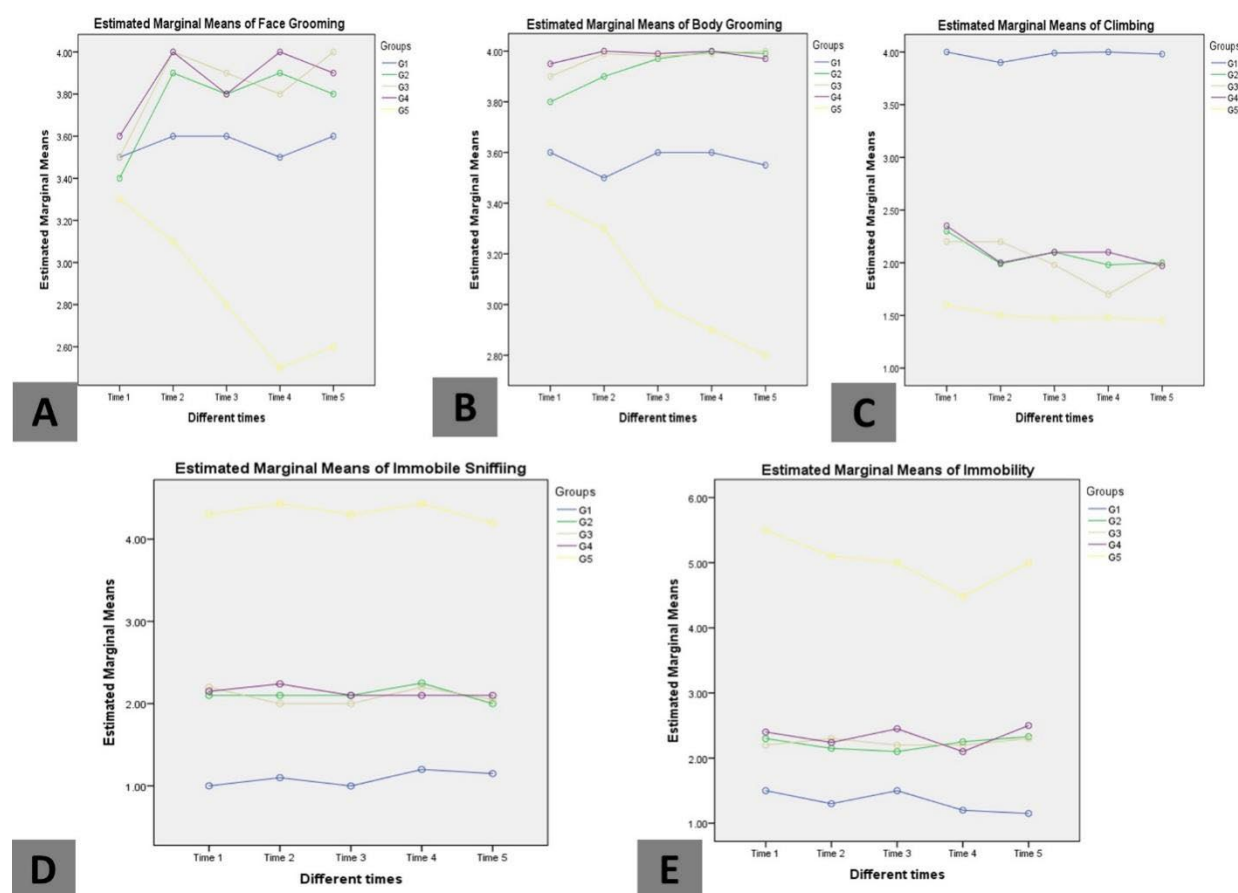 Estimated Marginal Means of Face Grooming
Estimated Marginal Means
4.00
3.80
3.60
3.40
3.20
3.00
2.80
2.60
Time 1 Time 2 Time 3 Time 4 Time 5
Different times
Groups
G1
G2
G3
G4
G5
A
Estimated Marginal Means of Body Grooming
Estimated Marginal Means
4.00
3.80
3.60
3.40
3.20
3.00
2.80
Time 1 Time 2 Time 3 Time 4 Time 5
Different times
Groups
G1
G2
G3
G4
G5
B
Estimated Marginal Means of Climbing
Estimated Marginal Means
4.00
3.50
3.00
2.50
2.00
1.50
1.00
Time 1 Time 2 Time 3 Time 4 Time 5
Different times
Groups
G1
G2
G3
G4
G5
C
Estimated Marginal Means of Immobile Sniffiing
Estimated Marginal Means
4.00
3.00
2.00
1.00
Time 1 Time 2 Time 3 Time 4 Time 5
Different times
Groups
G1
G2
G3
G4
G5
D
Estimated Marginal Means of Immobility
Estimated Marginal Means
6.00
5.00
4.00
3.00
2.00
1.00
Time 1 Time 2 Time 3 Time 4 Time 5
Different times
Groups
G1
G2
G3
G4
G5
E